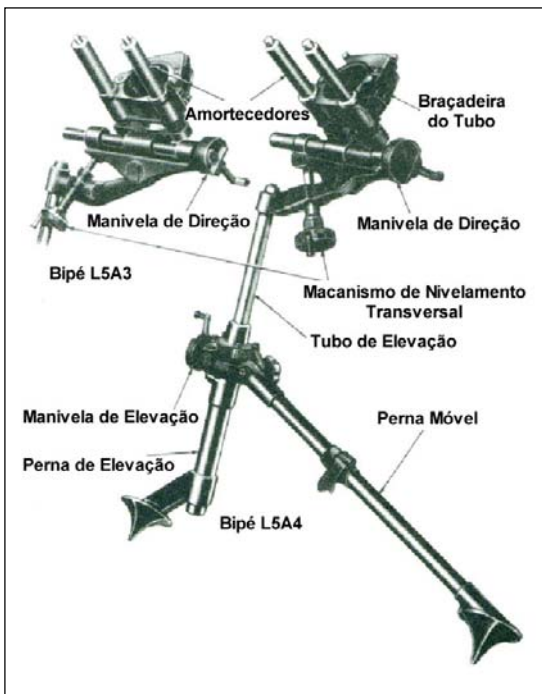 Amortecedores
Braçadeira
do Tubo
Manivela de Direção
Manivela de Direção
Bipé L5A3
Macanismo de Nivelamento
Transversal
Tubo de Elevação
Manivela de Elevação
Perna Móvel
Perna de Elevação
Bipé L5A4